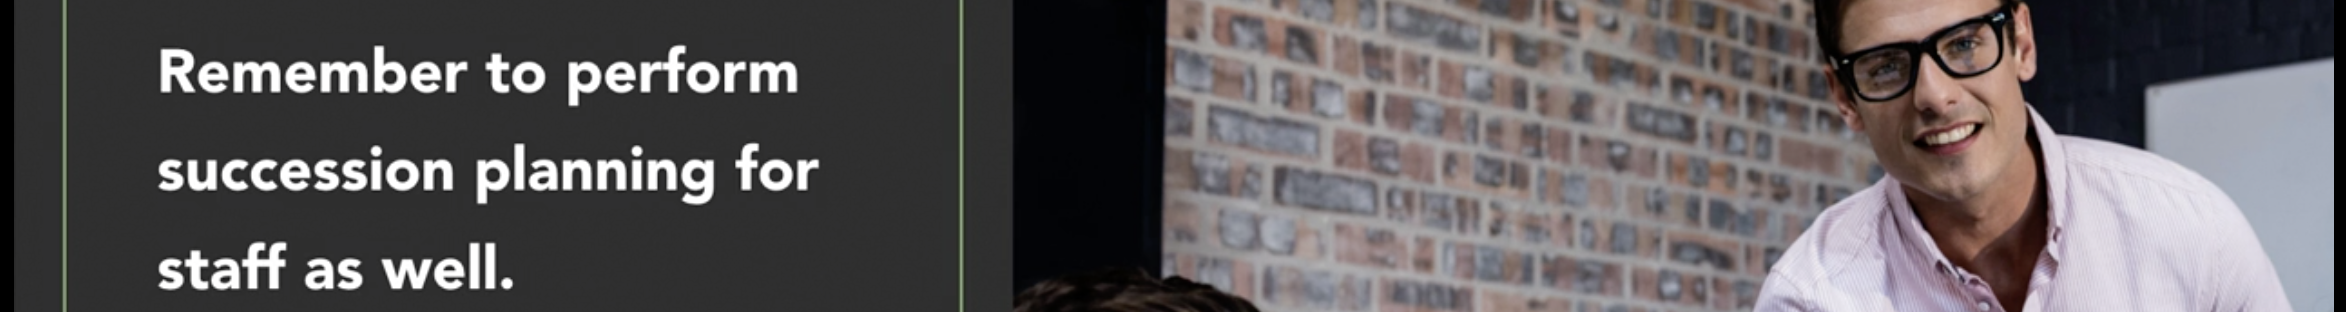 Remember to perform
succession planning for
staff as well.